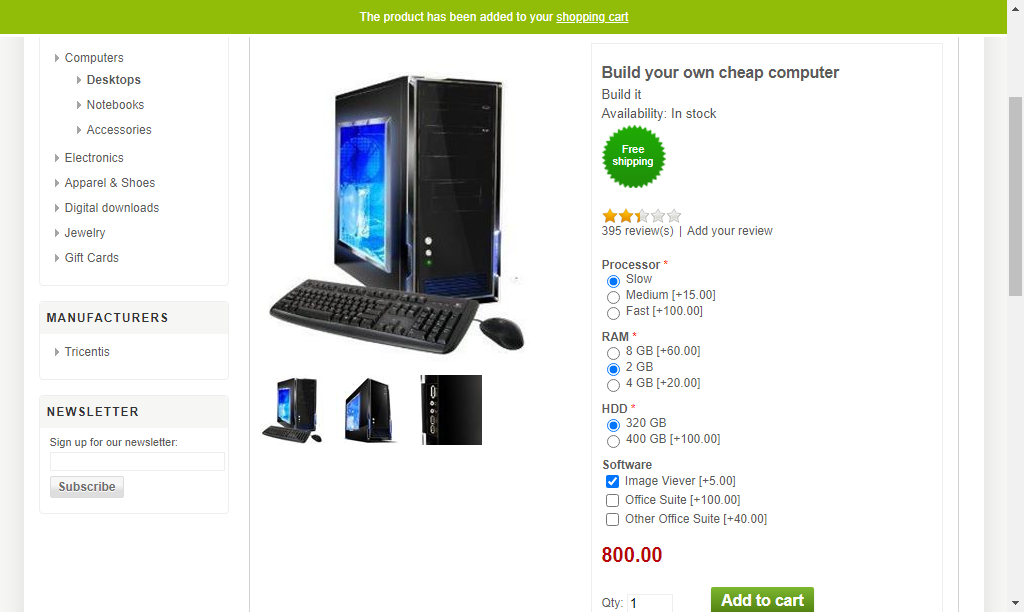 The product has been added to your shopping cart
Computers
Desktops
Notebooks
Accessories
Electronics
Apparel & Shoes
Digital downloads
Jewelry
Gift Cards
MANUFACTURERS
Tricentis
NEWSLETTER
Sign up for our newsletter:
Subscribe
Build your own cheap computer
Build it
Availability: In stock
Free
shipping
395 review(s) | Add your review
Processor *
Slow
Medium [+15.00]
Fast [+100.00]
RAM *
8 GB [+60.00]
2 GB
4 GB [+20.00]
HDD *
320 GB
400 GB [+100.00]
Software
Image Viever [+5.00]
Office Suite [+100.00]
Other Office Suite [+40.00]
800.00
Qty: 1
Add to cart